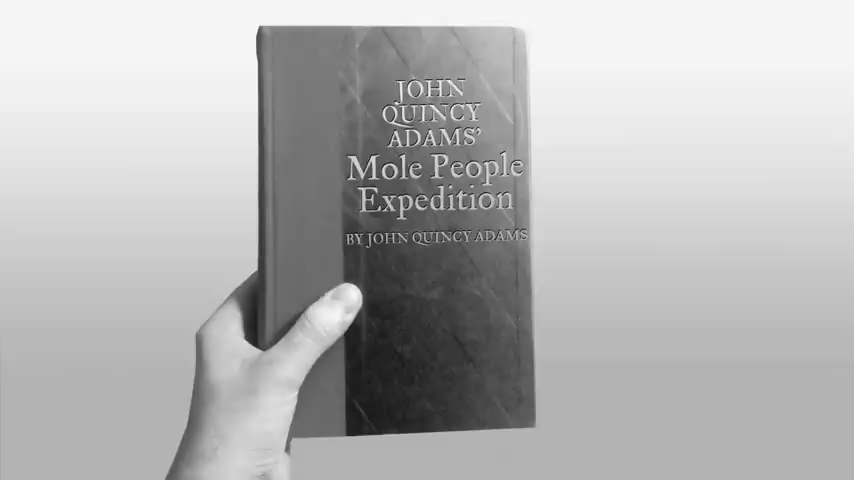 JOHN
QUINCY
ADAMS'
Mole People
Expedition
BY JOHN QUINCY ADAMS